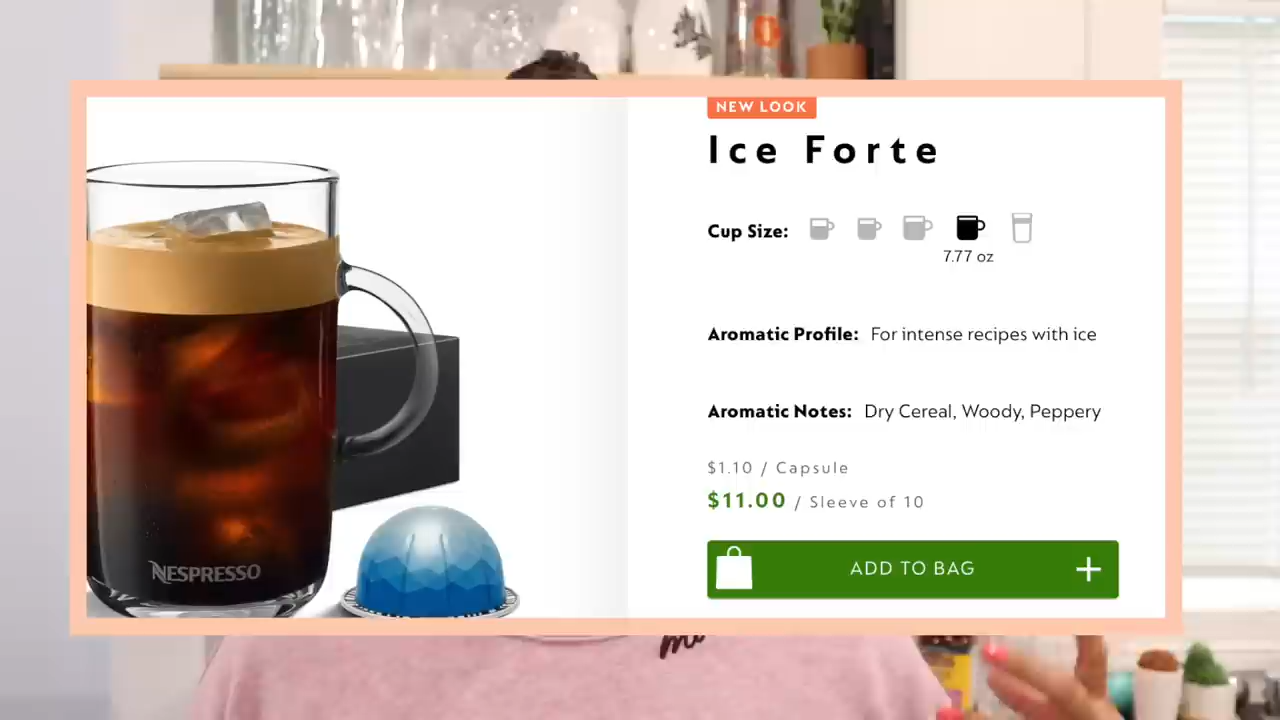 NEW LOOK
Ice Forte
Cup Size:
7.77 oz
Aromatic Profile: For intense recipes with ice
Aromatic Notes: Dry Cereal, Woody, Peppery
$1.10 / Capsule
$11.00 / Sleeve of 10
ADD TO BAG
NESPRESSO